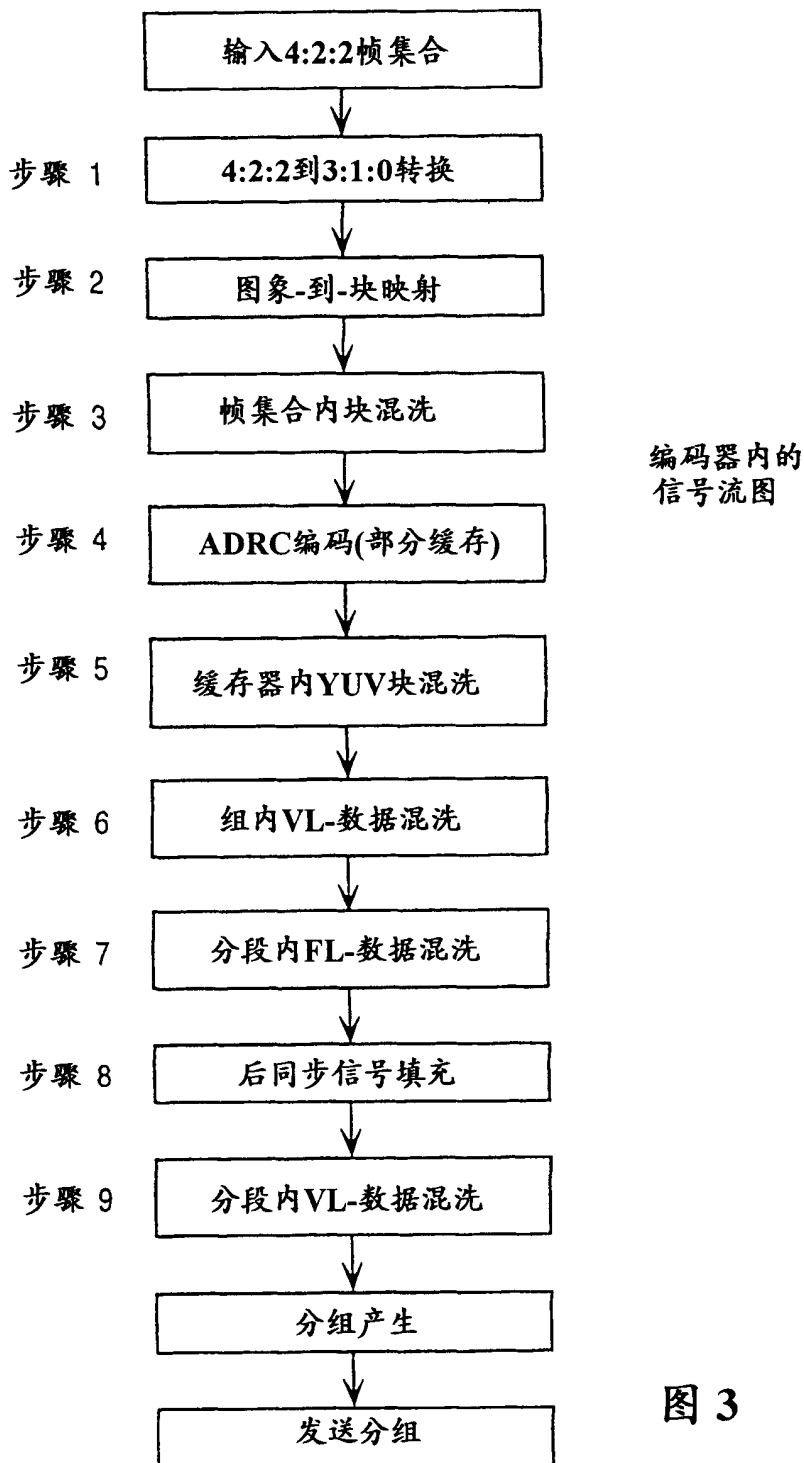 输入4:2:2帧集合
步骤 1
4:2:2到3:1:0转换
步骤 2
图象-到-块映射
步骤 3
帧集合内块混洗
编码器内的
信号流图
步骤 4
ADRC编码(部分缓存)
步骤 5
缓存器内YUV块混洗
步骤 6
组内VL-数据混洗
步骤 7
分段内FL-数据混洗
步骤 8
后同步信号填充
步骤 9
分段内VL-数据混洗
分组产生
发送分组
图 3